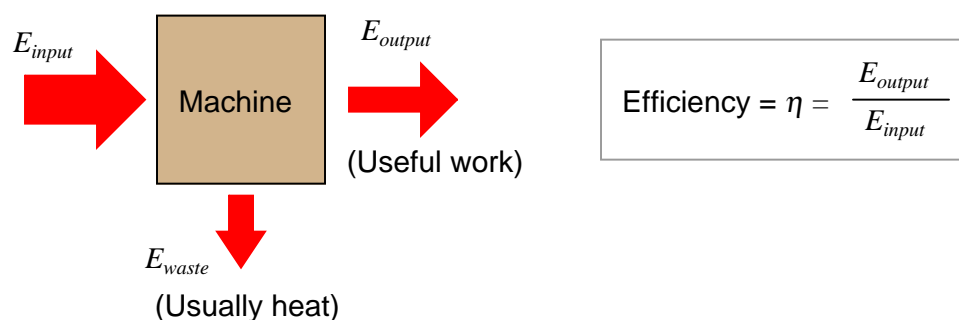 E_input
Machine
E_output
(Useful work)
E_waste
(Usually heat)
Efficiency = η = E_output / E_input